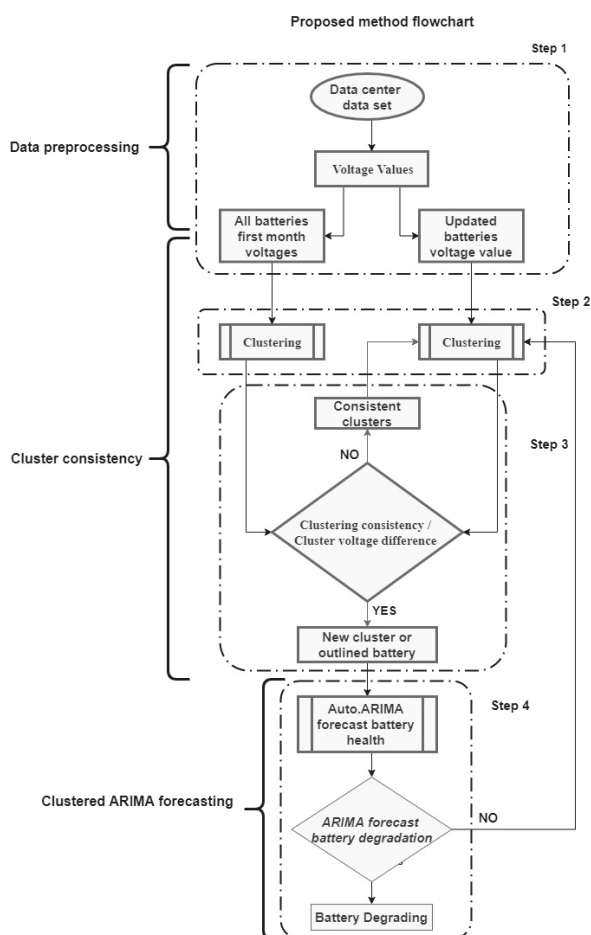 Proposed method flowchart
Step 1
Data center
data set
Data preprocessing
Voltage Values
All batteries
first month
voltages
Updated
batteries
voltage value
Step 2
Clustering
Clustering
Consistent
clusters
Step 3
NO
Cluster consistency
Clustering consistency /
Cluster voltage difference
YES
New cluster or
outlined battery
Step 4
Auto.ARIMA
forecast battery
health
Clustered ARIMA forecasting
ARIMA forecast
battery degradation
NO
Battery Degrading